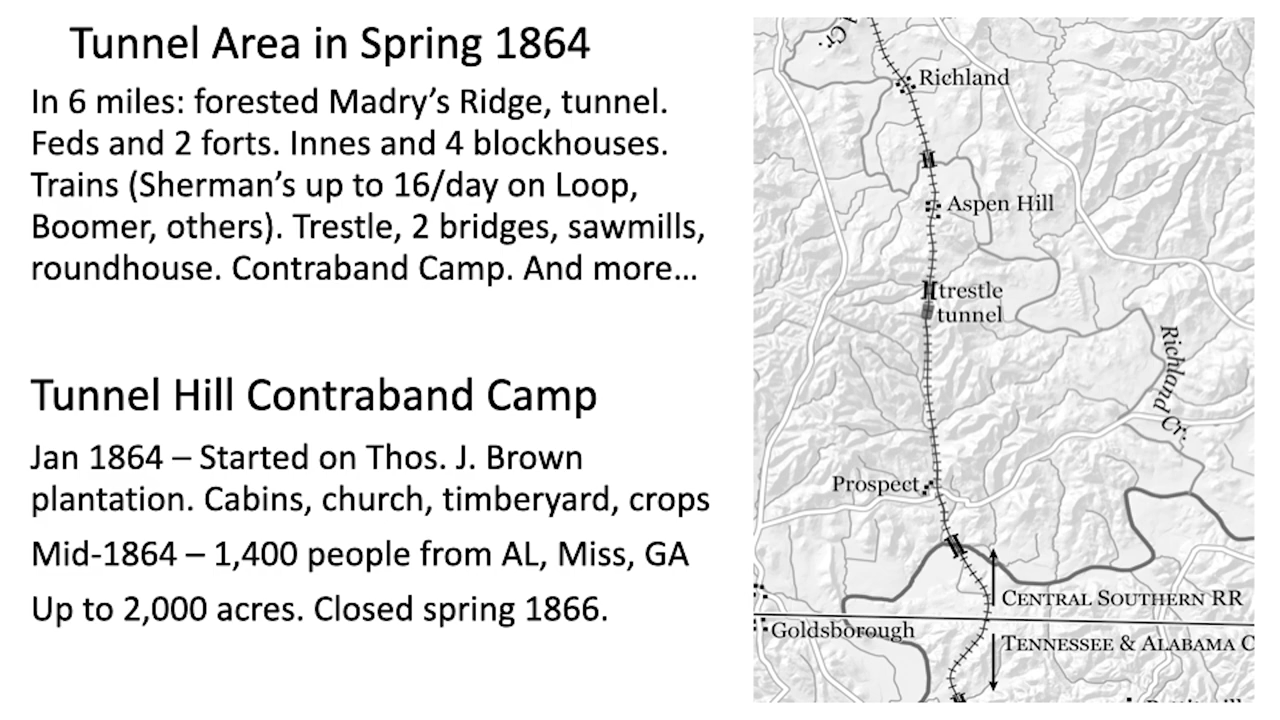 Tunnel Area in Spring 1864
In 6 miles: forested Madry’s Ridge, tunnel.
Feds and 2 forts. Innes and 4 blockhouses.
Trains (Sherman’s up to 16/day on Loop,
Boomer, others). Trestle, 2 bridges, sawmills,
roundhouse. Contraband Camp. And more…
Tunnel Hill Contraband Camp
Jan 1864 – Started on Thos. J. Brown
plantation. Cabins, church, timberyard, crops
Mid-1864 – 1,400 people from AL, Miss, GA
Up to 2,000 acres. Closed spring 1866.
Cr.
Richland
Aspen Hill
trestle
tunnel
Richland Cr.
Prospect
CENTRAL SOUTHERN RR
Goldsborough
TENNESSEE & ALABAMA C